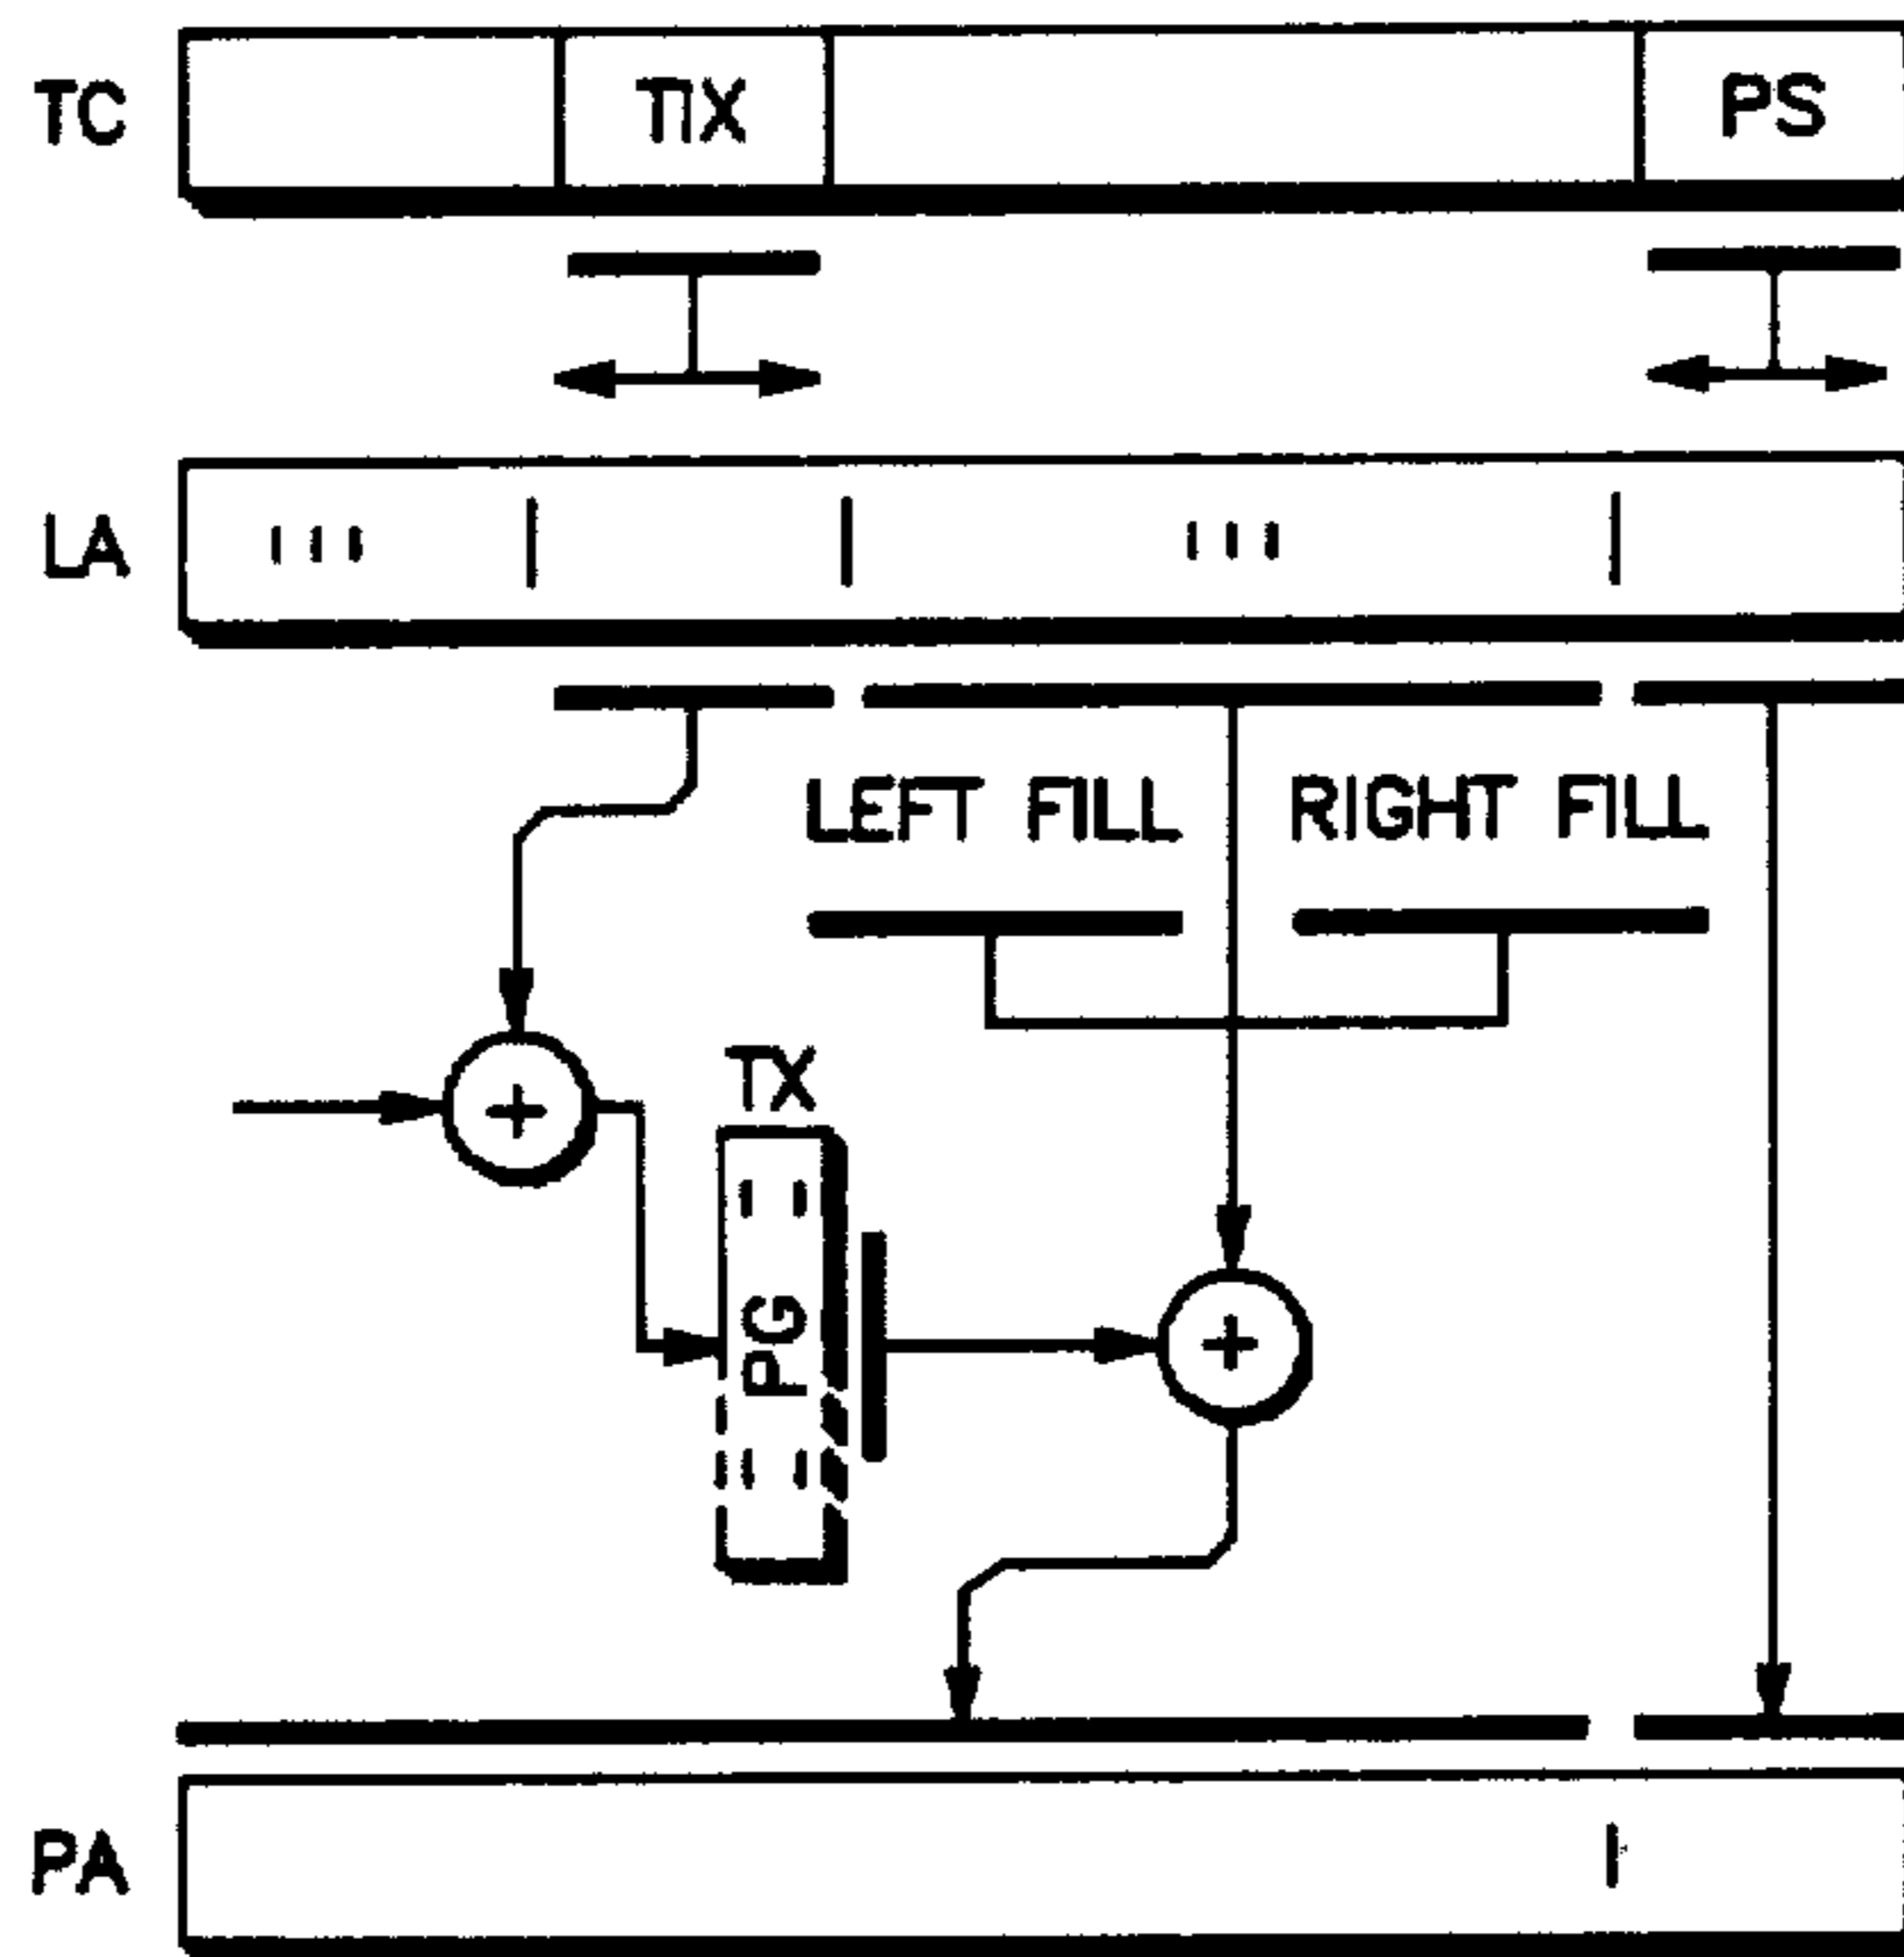 TC TIX PS
LA
LEFT FILL RIGHT FILL
+
TX
PG
+
PA